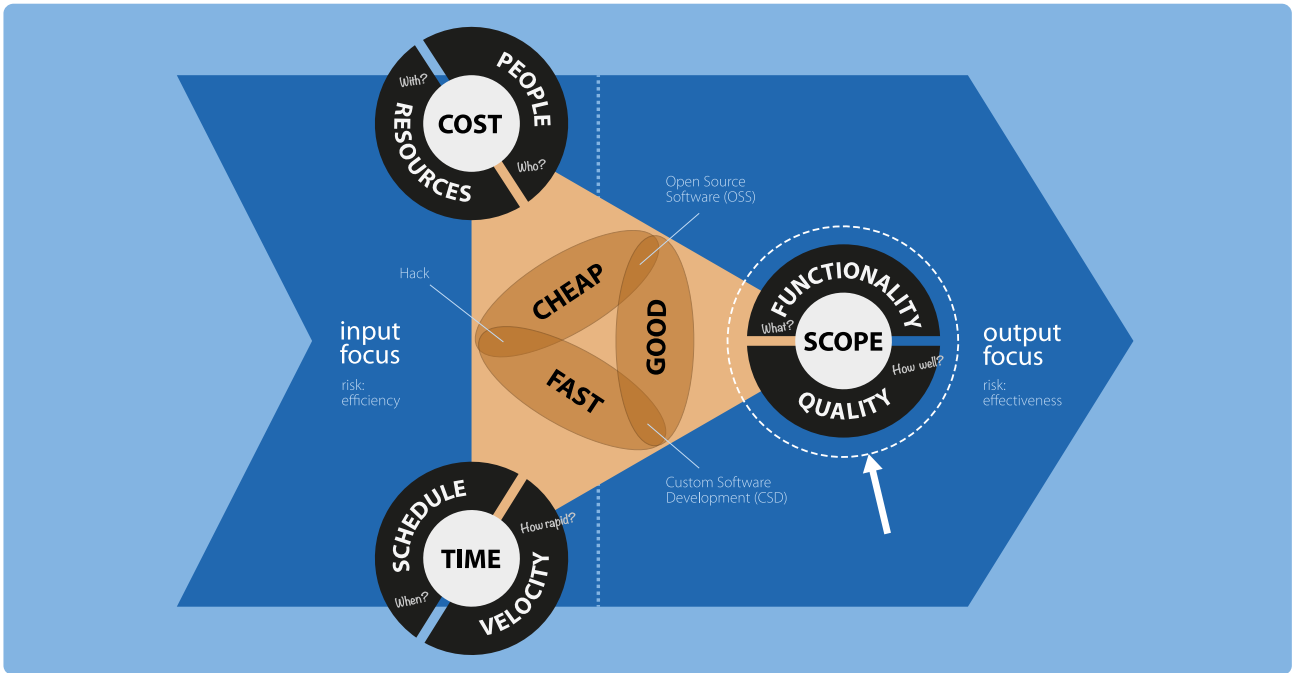 PEOPLE
With?
COST
RESOURCES
Who?
Open Source
Software (OSS)
Hack
CHEAP
GOOD
FAST
input
focus
risk:
efficiency
FUNCTIONALITY
What?
SCOPE
How well?
QUALITY
output
focus
risk:
effectiveness
Custom Software
Development (CSD)
SCHEDULE
How rapid?
TIME
When?
VELOCITY